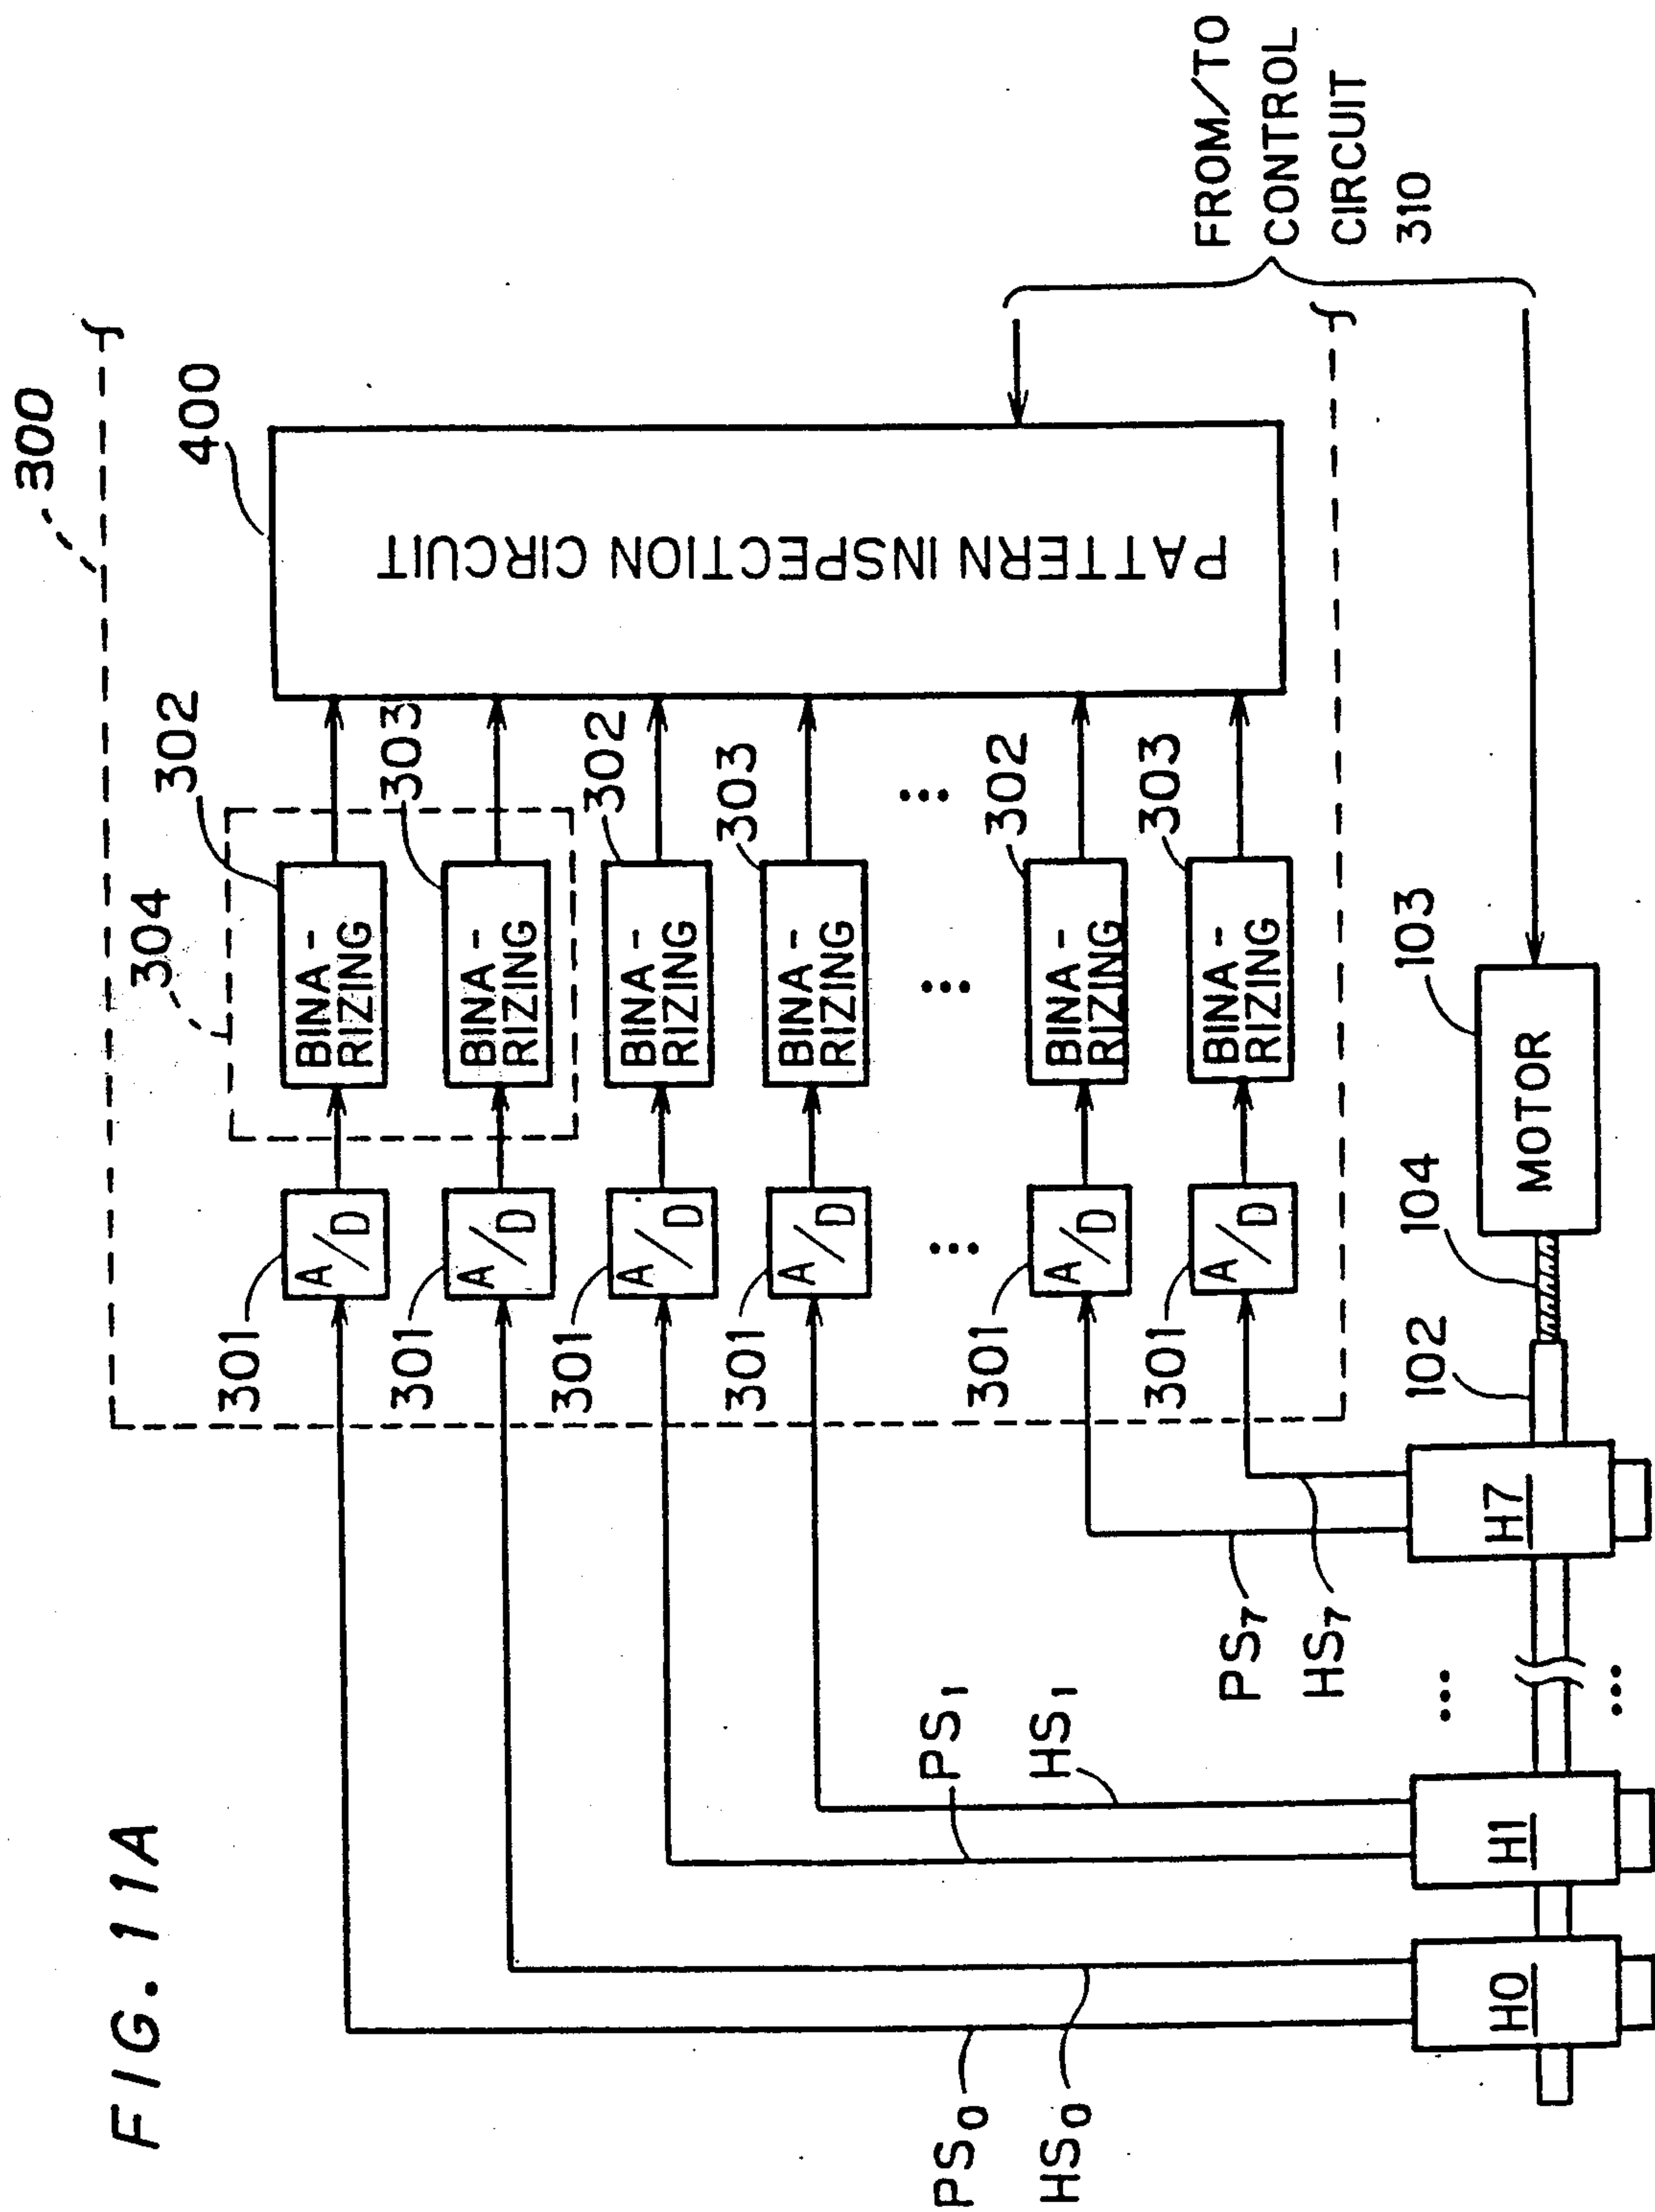 FIG. 11A
300
400
302
303
302
303
302
303
304
PATTERN INSPECTION CIRCUIT
BINA-
RIZING
BINA-
RIZING
BINA-
RIZING
BINA-
RIZING
BINA-
RIZING
BINA-
RIZING
A/D
A/D
A/D
A/D
A/D
A/D
301
301
301
301
301
301
PS0
HS0
PS1
HS1
PS7
HS7
H0
H1
H7
102
104
103
MOTOR
FROM/TO
CONTROL
CIRCUIT
310